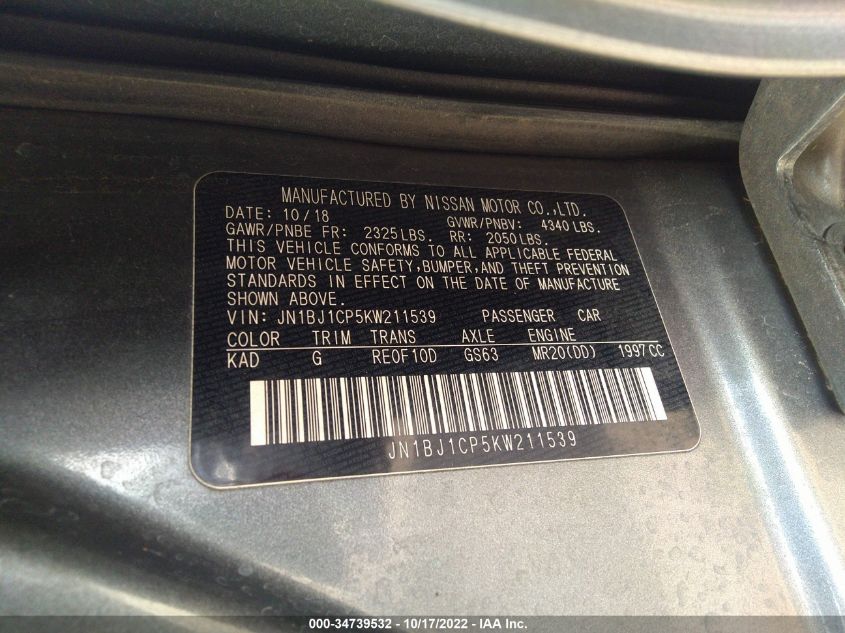 MANUFACTURED BY NISSAN MOTOR CO.,LTD.
DATE: 10/18 GVWR/PNBV: 4340 LBS.
GAWR/PNBE FR: 2325 LBS. RR: 2050 LBS.
THIS VEHICLE CONFORMS TO ALL APPLICABLE FEDERAL
MOTOR VEHICLE SAFETY, BUMPER, AND THEFT PREVENTION
STANDARDS IN EFFECT ON THE DATE OF MANUFACTURE
SHOWN ABOVE.
VIN: JN1BJ1CP5KW211539 PASSENGER CAR
COLOR TRIM TRANS AXLE ENGINE
KAD G RE0F10D GS63 MR20(DD) 1997CC
JN1BJ1CP5KW211539
000-34739532 - 10/17/2022 - IAA Inc.